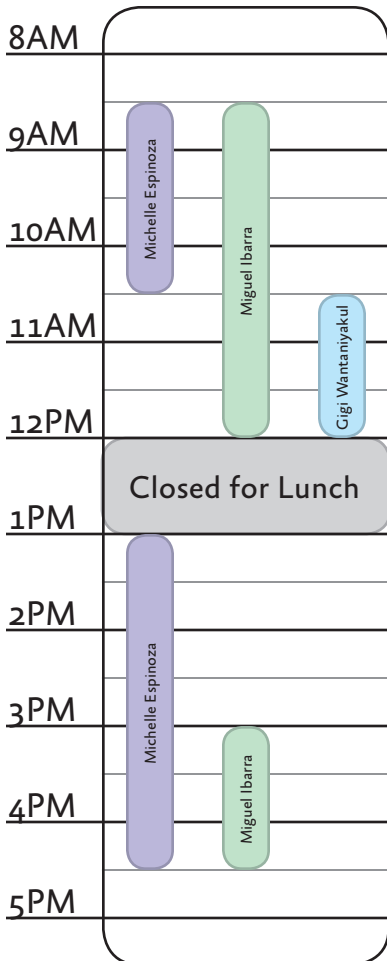 8AM
9AM
Michelle Espinoza
Miguel Ibarra
10AM
11AM
Gigi Wantaniyakul
12PM
Closed for Lunch
1PM
2PM
Michelle Espinoza
3PM
Miguel Ibarra
4PM
5PM